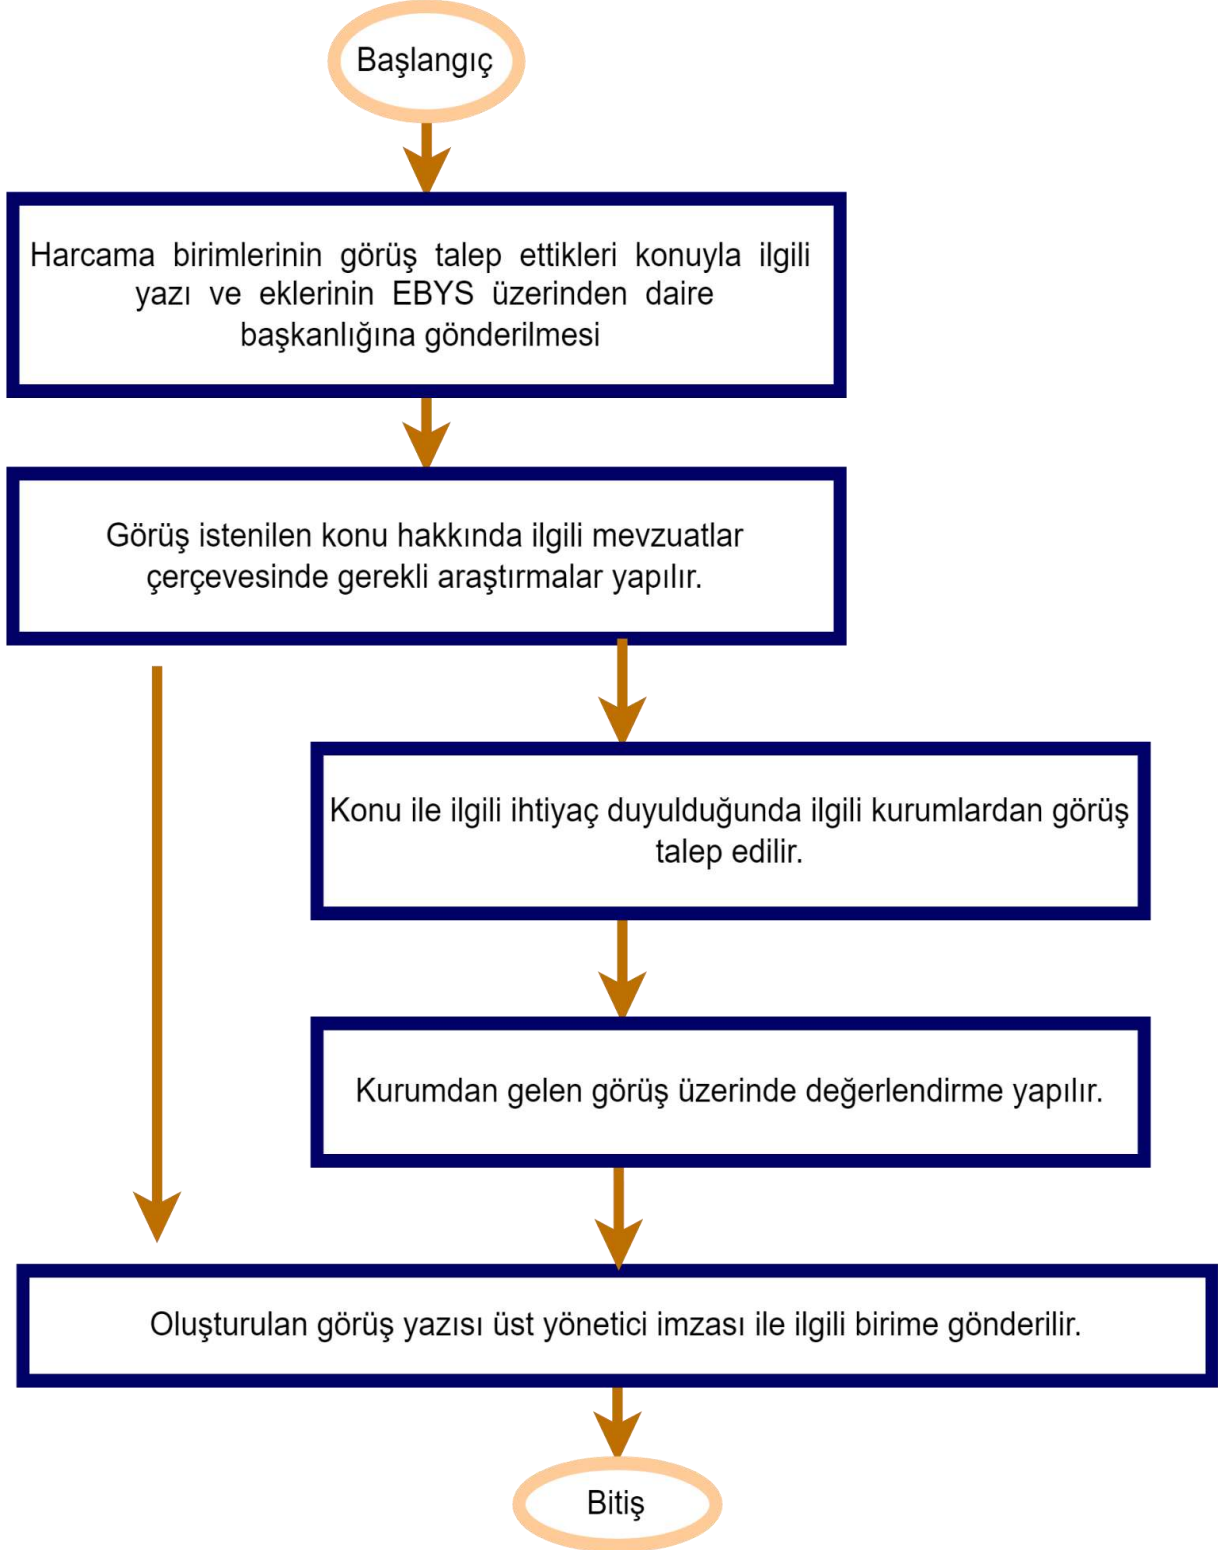 Başlangıç
Harcama birimlerinin görüş talep ettikleri konuyla ilgili
yazı ve eklerinin EBYS üzerinden daire
başkanlığına gönderilmesi
Görüş istenilen konu hakkında ilgili mevzuatlar
çerçevesinde gerekli araştırmalar yapılır.
Konu ile ilgili ihtiyaç duyulduğunda ilgili kurumlardan görüş
talep edilir.
Kurumdan gelen görüş üzerinde değerlendirme yapılır.
Oluşturulan görüş yazısı üst yönetici imzası ile ilgili birime gönderilir.
Bitiş